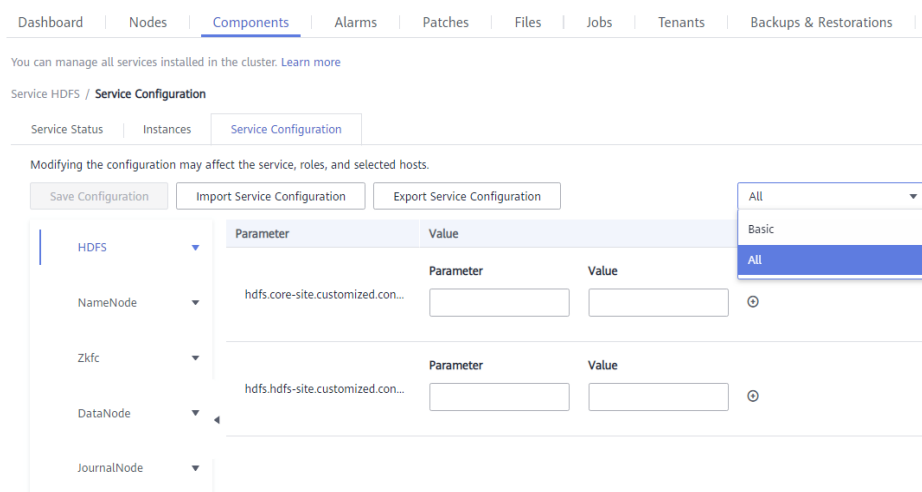 Dashboard Nodes Components Alarms Patches Files Jobs Tenants Backups & Restorations
You can manage all services installed in the cluster. Learn more
Service HDFS / Service Configuration
Service Status Instances Service Configuration
Modifying the configuration may affect the service, roles, and selected hosts.
Save Configuration Import Service Configuration Export Service Configuration All
Basic
All
Parameter Value
HDFS
Parameter Value
hdfs.core-site.customized.con...
NameNode
Zkfc
Parameter Value
hdfs.hdfs-site.customized.con...
DataNode
JournalNode